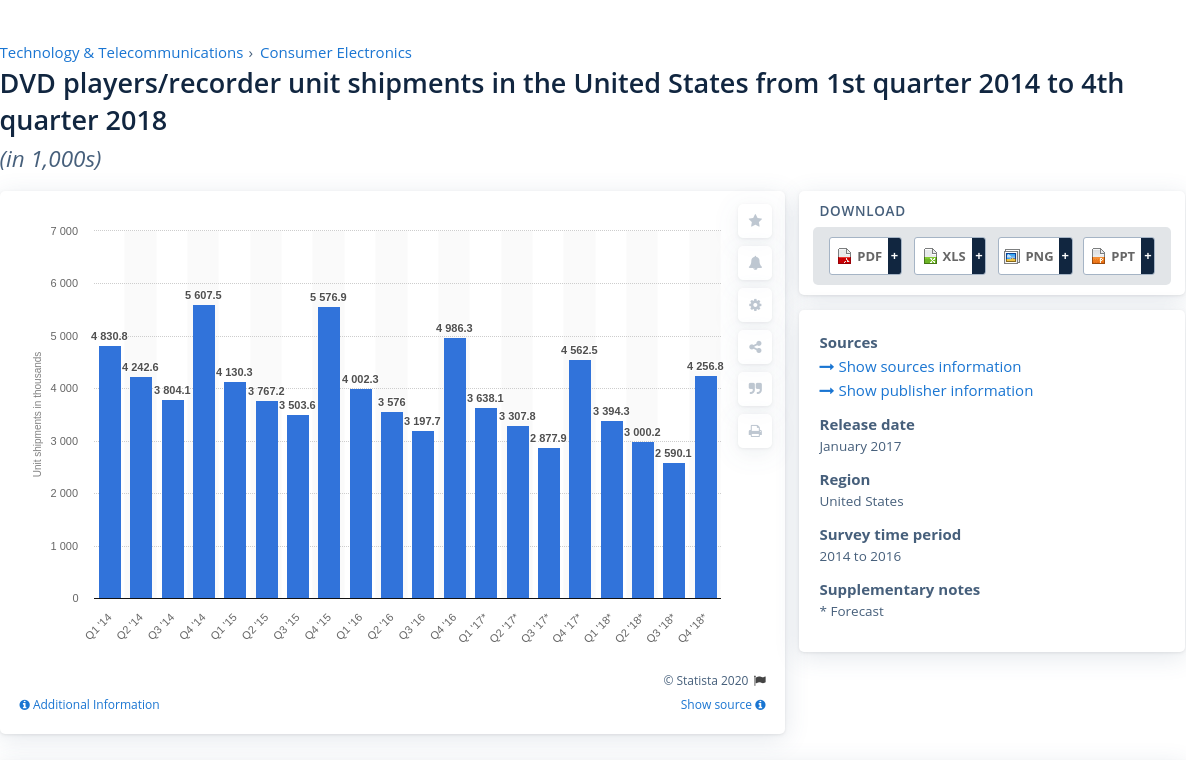 Technology & Telecommunications › Consumer Electronics
DVD players/recorder unit shipments in the United States from 1st quarter 2014 to 4th
quarter 2018
(in 1,000s)
DOWNLOAD
PDF + XLS + PNG + PPT +
Sources
Show sources information
Show publisher information
Release date
January 2017
Region
United States
Survey time period
2014 to 2016
Supplementary notes
* Forecast
Unit shipments in thousands
7 000
6 000
5 000
4 000
3 000
2 000
1 000
0
4 830.8
4 242.6
3 804.1
5 607.5
4 130.3
3 767.2
3 503.6
5 576.9
4 002.3
3 576
3 197.7
4 986.3
3 638.1
3 307.8
2 877.9
4 562.5
3 394.3
3 000.2
2 590.1
4 256.8
Q1 '14
Q2 '14
Q3 '14
Q4 '14
Q1 '15
Q2 '15
Q3 '15
Q4 '15
Q1 '16
Q2 '16
Q3 '16
Q4 '16
Q1 '17*
Q2 '17*
Q3 '17*
Q4 '17*
Q1 '18*
Q2 '18*
Q3 '18*
Q4 '18*
© Statista 2020
Additional Information
Show source